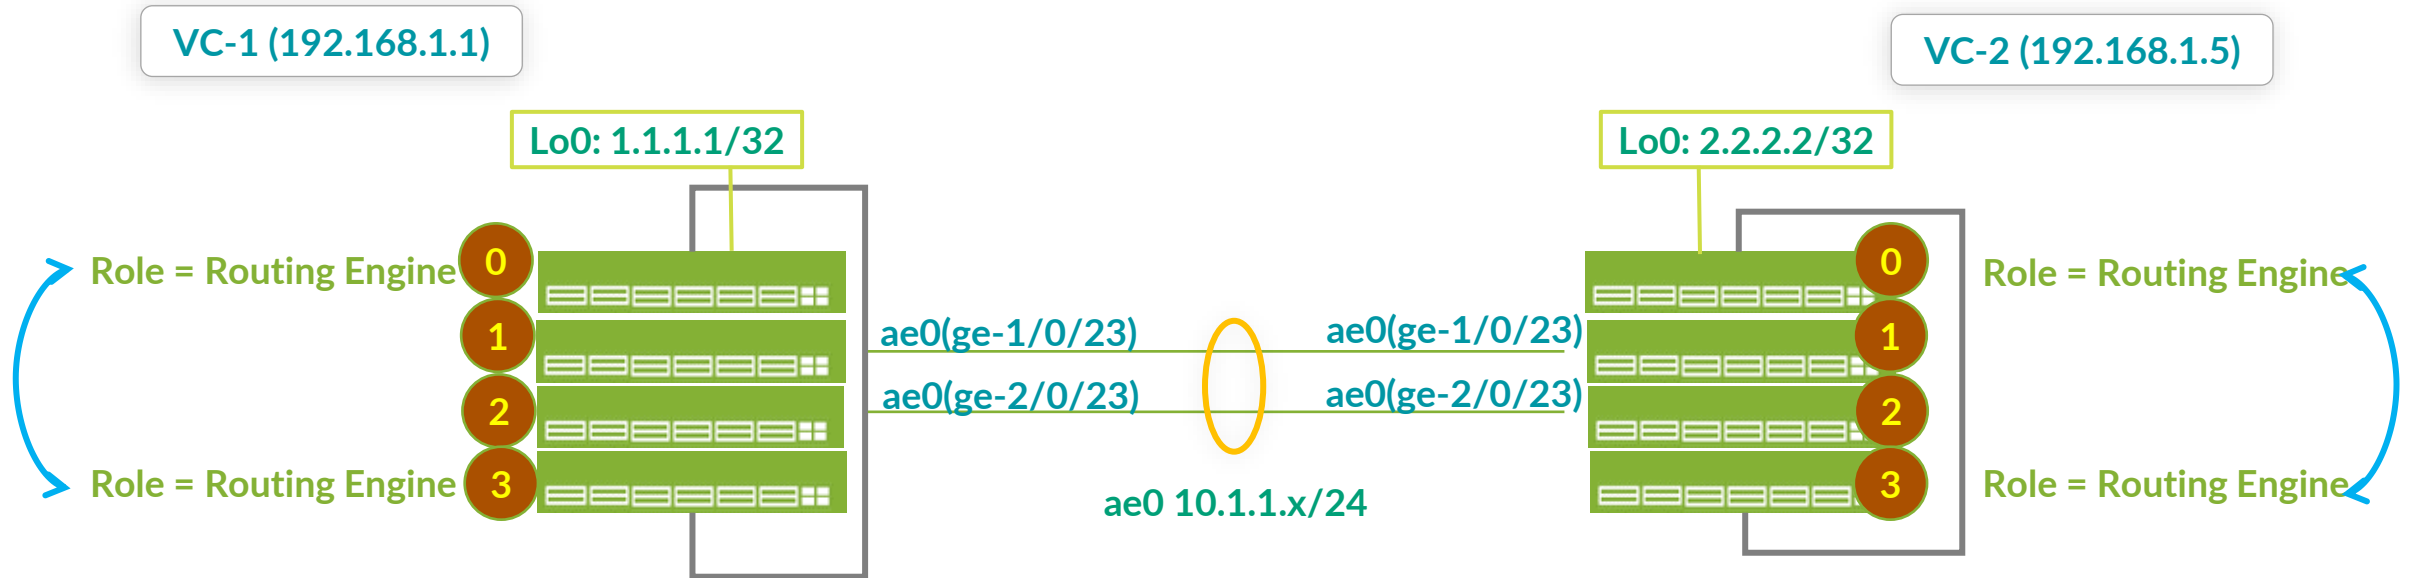 VC-1 (192.168.1.1)
VC-2 (192.168.1.5)
Lo0: 1.1.1.1/32
Lo0: 2.2.2.2/32
Role = Routing Engine
0
0
Role = Routing Engine
1
ae0(ge-1/0/23)
ae0(ge-1/0/23)
1
2
ae0(ge-2/0/23)
ae0(ge-2/0/23)
2
Role = Routing Engine
3
3
Role = Routing Engine
ae0 10.1.1.x/24